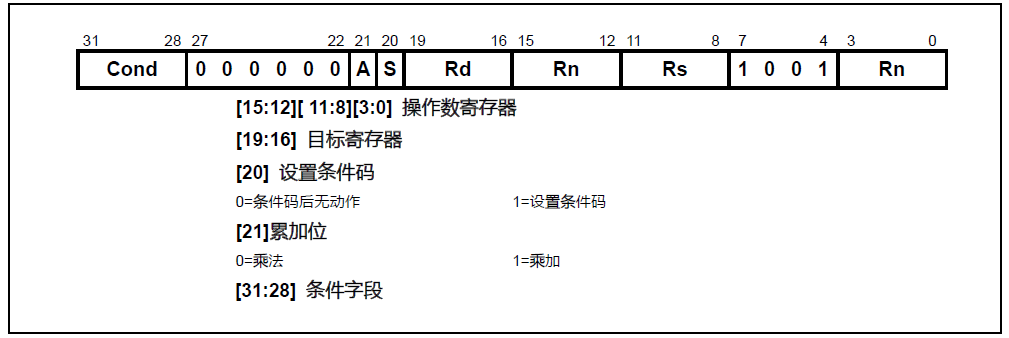 31 28 27 22 21 20 19 16 15 12 11 8 7 4 3 0
Cond 0 0 0 0 0 0 A S Rd Rn Rs 1 0 0 1 Rn
[15:12][ 11:8][3:0] 操作数寄存器
[19:16] 目标寄存器
[20] 设置条件码
0=条件码后无动作 1=设置条件码
[21]累加位
0=乘法 1=乘加
[31:28] 条件字段